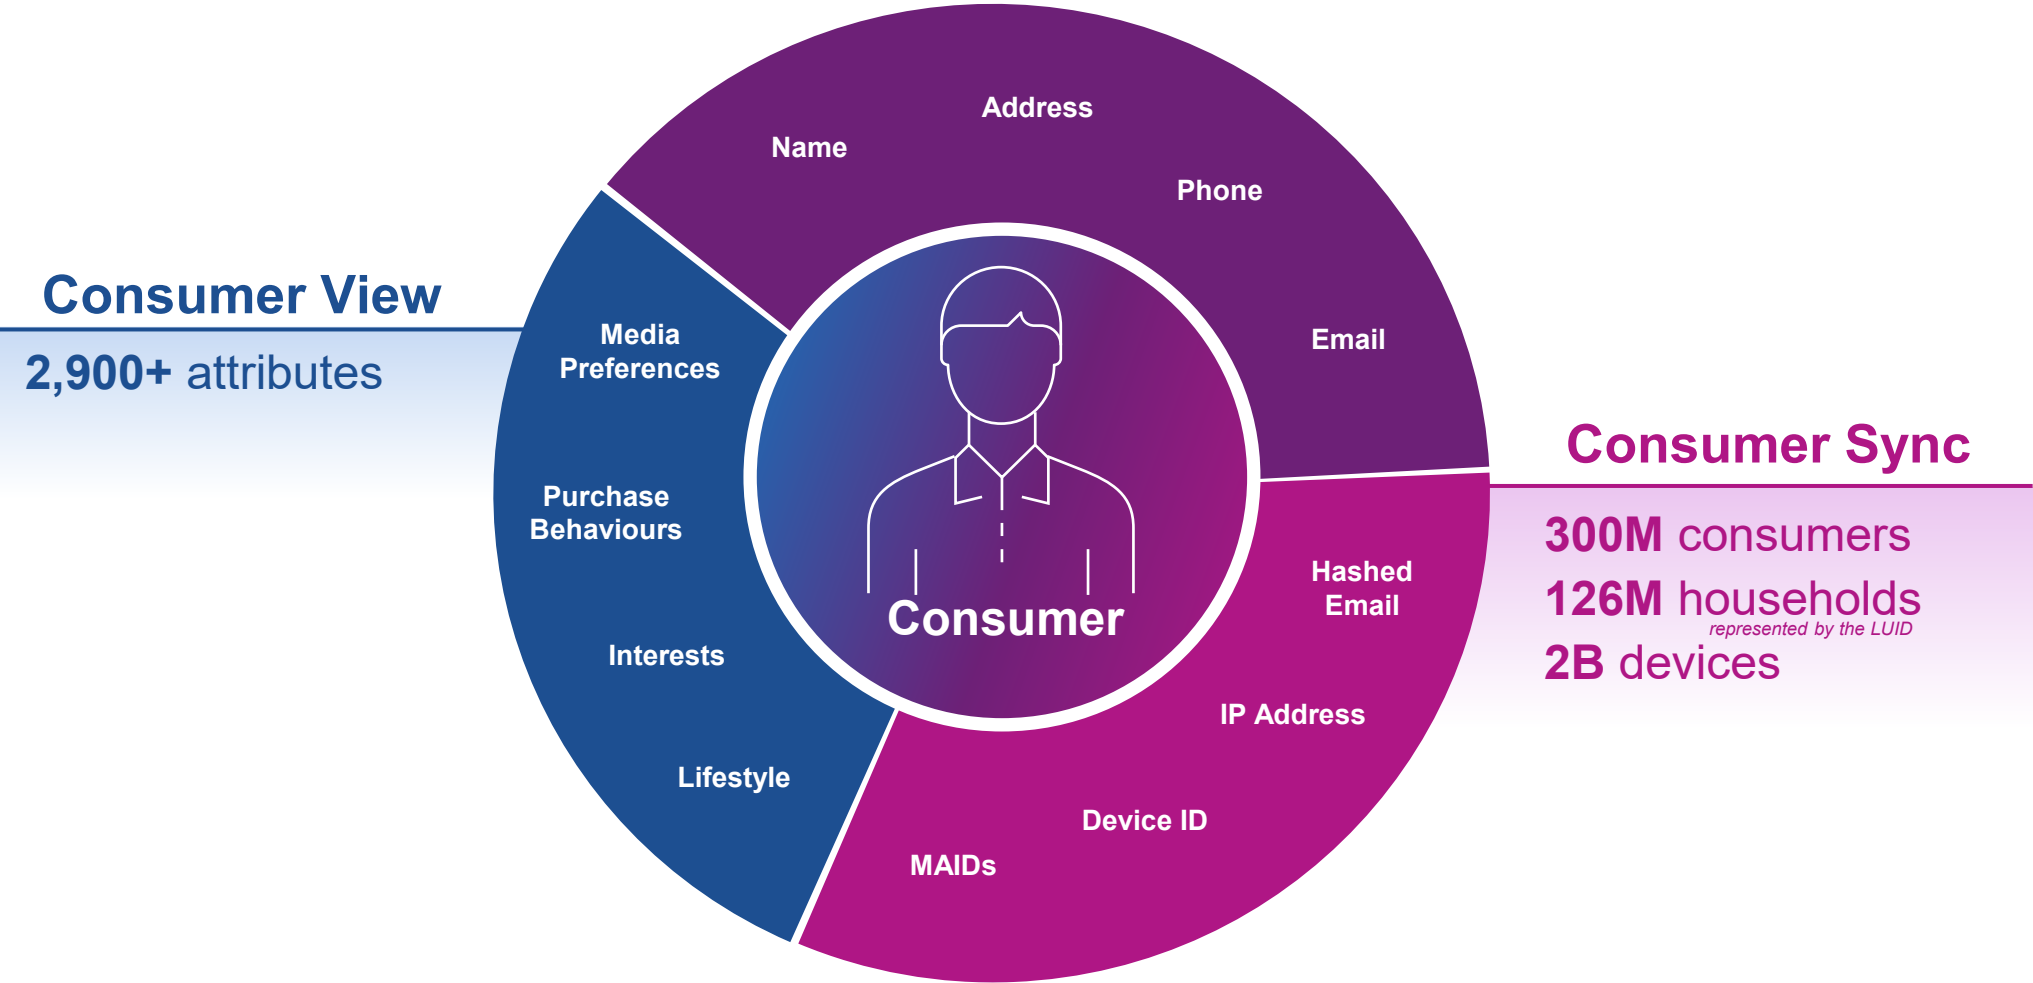 Address
Name
Phone
Email
Consumer View
2,900+ attributes
Media
Preferences
Purchase
Behaviours
Interests
Lifestyle
Consumer
Consumer Sync
300M consumers
126M households
represented by the LUID
2B devices
Hashed
Email
IP Address
Device ID
MAIDs